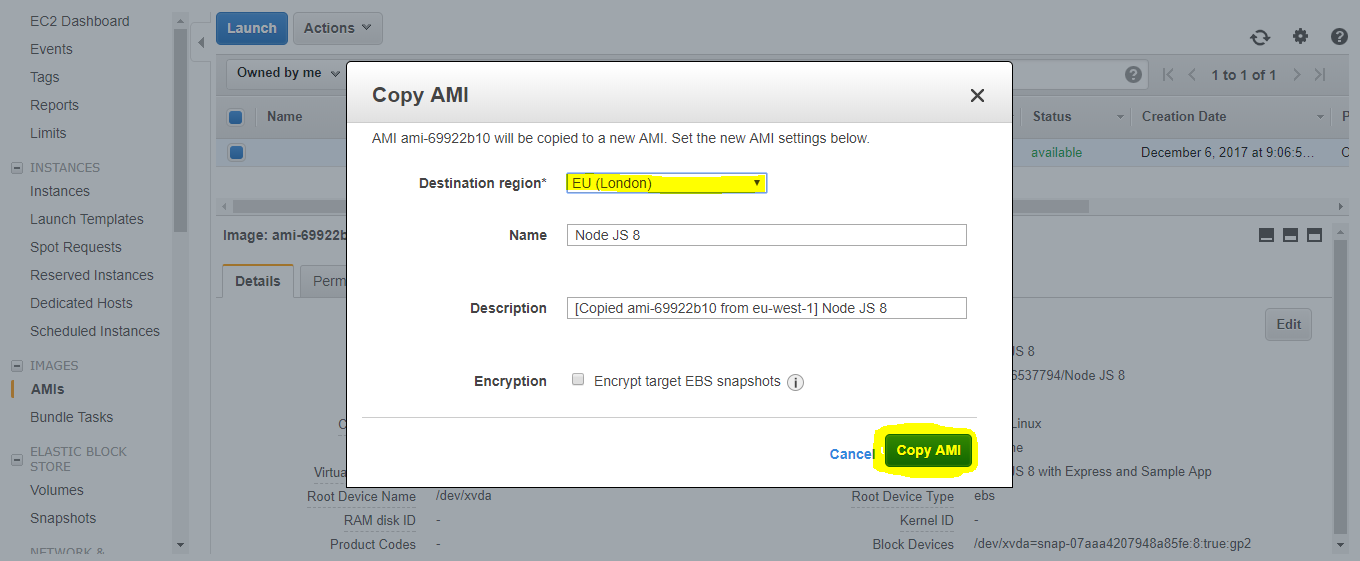 EC2 Dashboard
Events
Tags
Reports
Limits
INSTANCES
Instances
Launch Templates
Spot Requests
Reserved Instances
Dedicated Hosts
Scheduled Instances
IMAGES
AMIs
Bundle Tasks
ELASTIC BLOCK
STORE
Volumes
Snapshots
NETWORK &
Launch Actions
Owned by me
1 to 1 of 1
Name Status Creation Date
available December 6, 2017 at 9:06:5…
Copy AMI
AMI ami-69922b10 will be copied to a new AMI. Set the new AMI settings below.
Destination region* EU (London)
Name Node JS 8
Description [Copied ami-69922b10 from eu-west-1] Node JS 8
Encryption Encrypt target EBS snapshots
Cancel Copy AMI
Image: ami-69922b
Details Perm
Edit
JS 8
6537794/Node JS 8
Linux
JS 8 with Express and Sample App
Virtua
Root Device Name /dev/xvda Root Device Type ebs
RAM disk ID - Kernel ID -
Product Codes - Block Devices /dev/xvda=snap-07aaa4207948a85fe:8:true:gp2